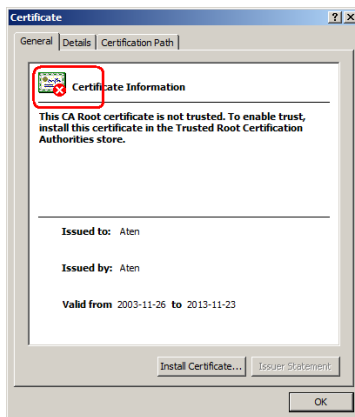 Certificate
General Details Certification Path
Certificate Information
This CA Root certificate is not trusted. To enable trust,
install this certificate in the Trusted Root Certification
Authorities store.
Issued to: Aten
Issued by: Aten
Valid from 2003-11-26 to 2013-11-23
Install Certificate... Issuer Statement
OK